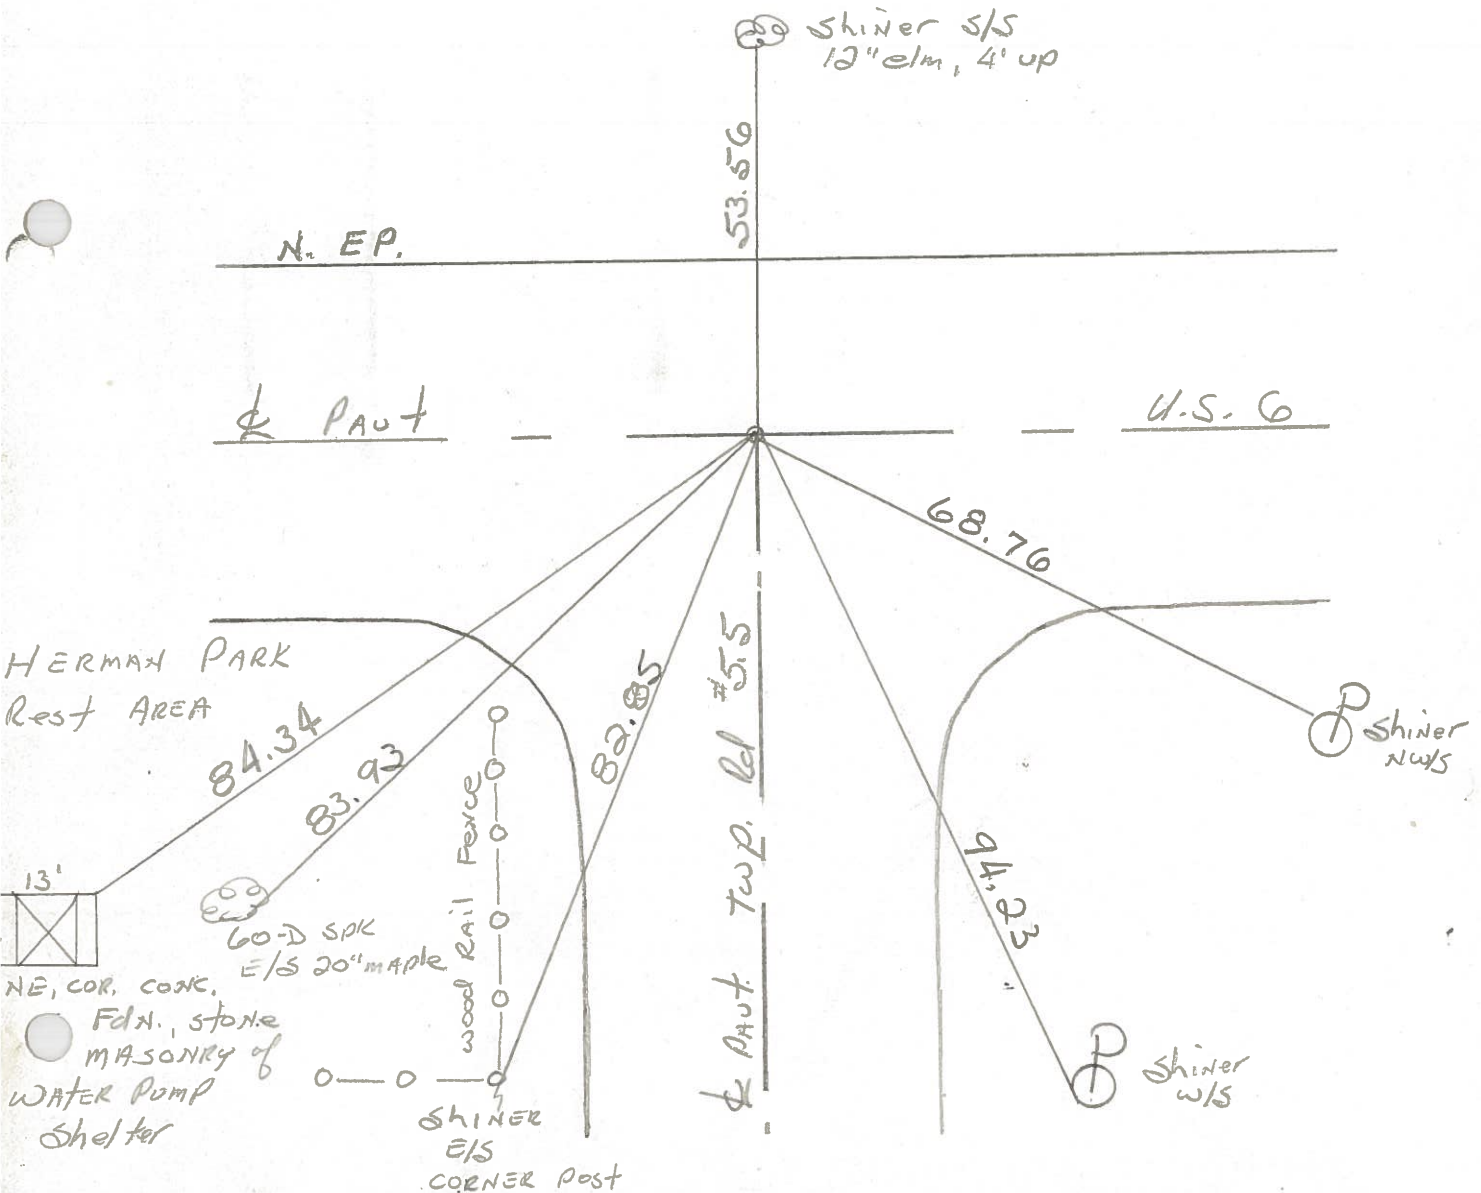 Shiner S/S
12" elm, 4' up
53.56
N. EP.
℄ PAUt
U.S. 6
68.76
HERMAN PARK
Rest AREA
84.34
83.92
82.85
℄ PAUt. Twp. Rd #55
Wood RAil Fence
Shiner
NW/S
94.23
13'
60-D SPK
E/S 20" MAPle
NE, COR. CONC.
FdN., StoNe
MASONRY of
WATER PUMP
Shelter
SHINER
E/S
CORNER Post
P
Shiner
W/S
P